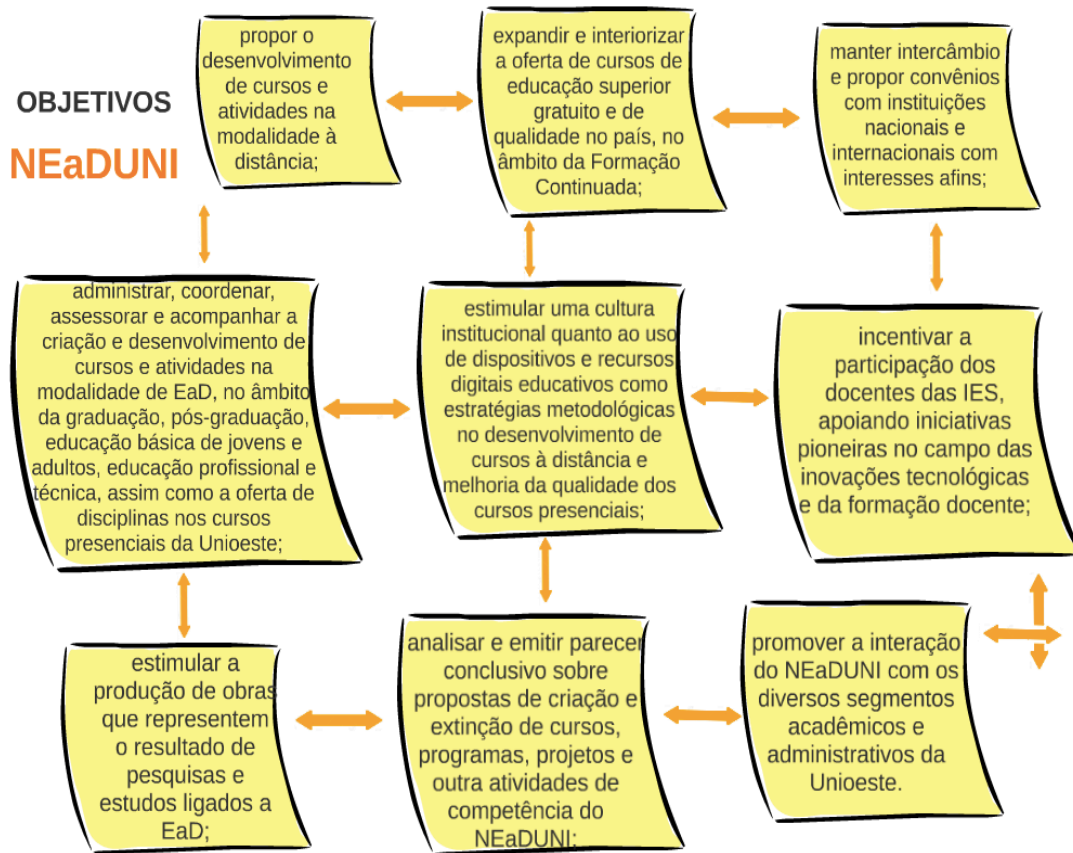 OBJETIVOS
NEaDUNI
propor o
desenvolvimento
de cursos e
atividades na
modalidade à
distância;
expandir e interiorizar
a oferta de cursos de
educação superior
gratuito e de
qualidade no país, no
âmbito da Formação
Continuada;
manter intercâmbio
e propor convênios
com instituições
nacionais e
internacionais com
interesses afins;
administrar, coordenar,
assessorar e acompanhar a
criação e desenvolvimento de
cursos e atividades na
modalidade de EaD, no âmbito
da graduação, pós-graduação,
educação básica de jovens e
adultos, educação profissional e
técnica, assim como a oferta de
disciplinas nos cursos
presenciais da Unioeste;
estimular uma cultura
institucional quanto ao uso
de dispositivos e recursos
digitais educativos como
estratégias metodológicas
no desenvolvimento de
cursos à distância e
melhoria da qualidade dos
cursos presenciais;
incentivar a
participação dos
docentes das IES,
apoiando iniciativas
pioneiras no campo das
inovações tecnológicas
e da formação docente;
estimular a
produção de obras
que representem
o resultado de
pesquisas e
estudos ligados a
EaD;
analisar e emitir parecer
conclusivo sobre
propostas de criação e
extinção de cursos,
programas, projetos e
outra atividades de
competência do
NEaDUNI;
promover a interação
do NEaDUNI com os
diversos segmentos
acadêmicos e
administrativos da
Unioeste.